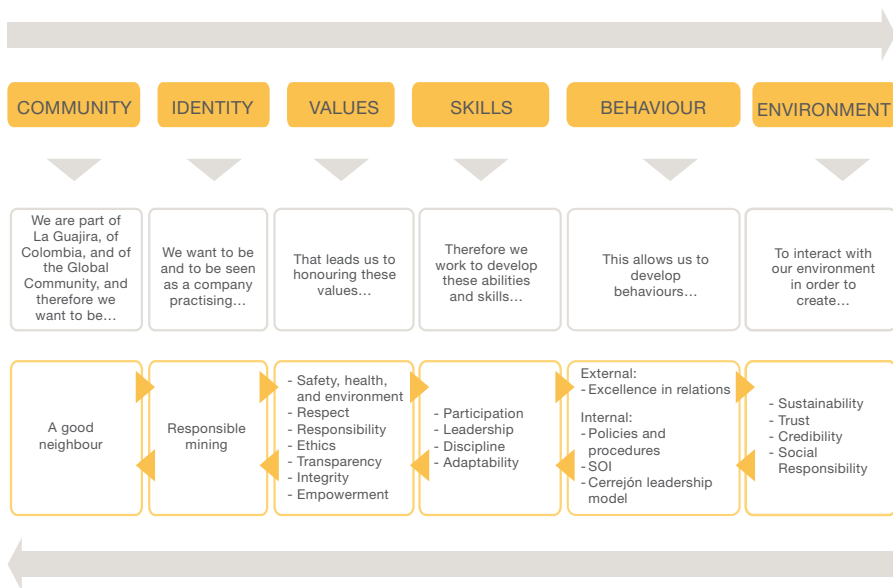 COMMUNITY
IDENTITY
VALUES
SKILLS
BEHAVIOUR
ENVIRONMENT
We are part of
La Guajira, of
Colombia, and of
the Global
Community, and
therefore we
want to be…
We want to be
and to be seen
as a company
practising…
That leads us to
honouring these
values…
Therefore we
work to develop
these abilities
and skills…
This allows us to
develop
behaviours…
To interact with
our environment
in order to
create…
A good
neighbour
Responsible
mining
- Safety, health,
and environment
- Respect
- Responsibility
- Ethics
- Transparency
- Integrity
- Empowerment
- Participation
- Leadership
- Discipline
- Adaptability
External:
- Excellence in relations
Internal:
- Policies and
procedures
- SOI
- Cerrejón leadership
model
- Sustainability
- Trust
- Credibility
- Social
Responsibility